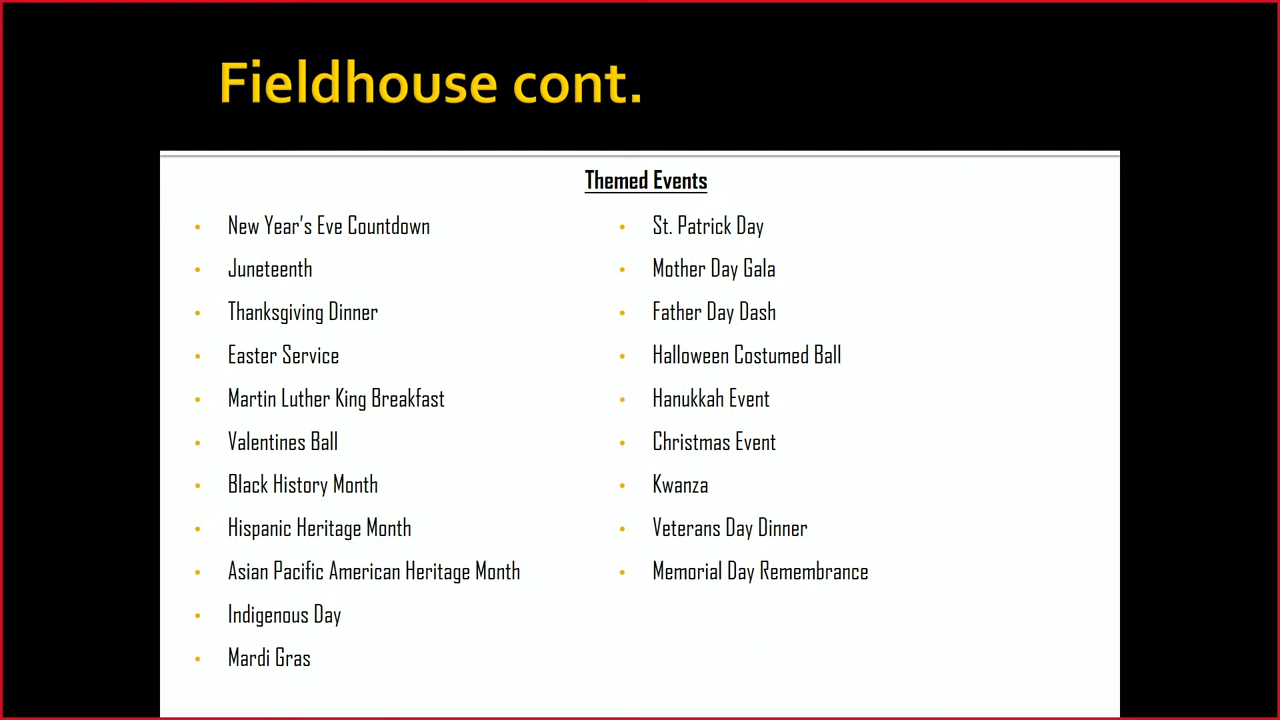 Fieldhouse cont.
Themed Events
• New Year's Eve Countdown
• Juneteenth
• Thanksgiving Dinner
• Easter Service
• Martin Luther King Breakfast
• Valentines Ball
• Black History Month
• Hispanic Heritage Month
• Asian Pacific American Heritage Month
• Indigenous Day
• Mardi Gras
• St. Patrick Day
• Mother Day Gala
• Father Day Dash
• Halloween Costumed Ball
• Hanukkah Event
• Christmas Event
• Kwanza
• Veterans Day Dinner
• Memorial Day Remembrance